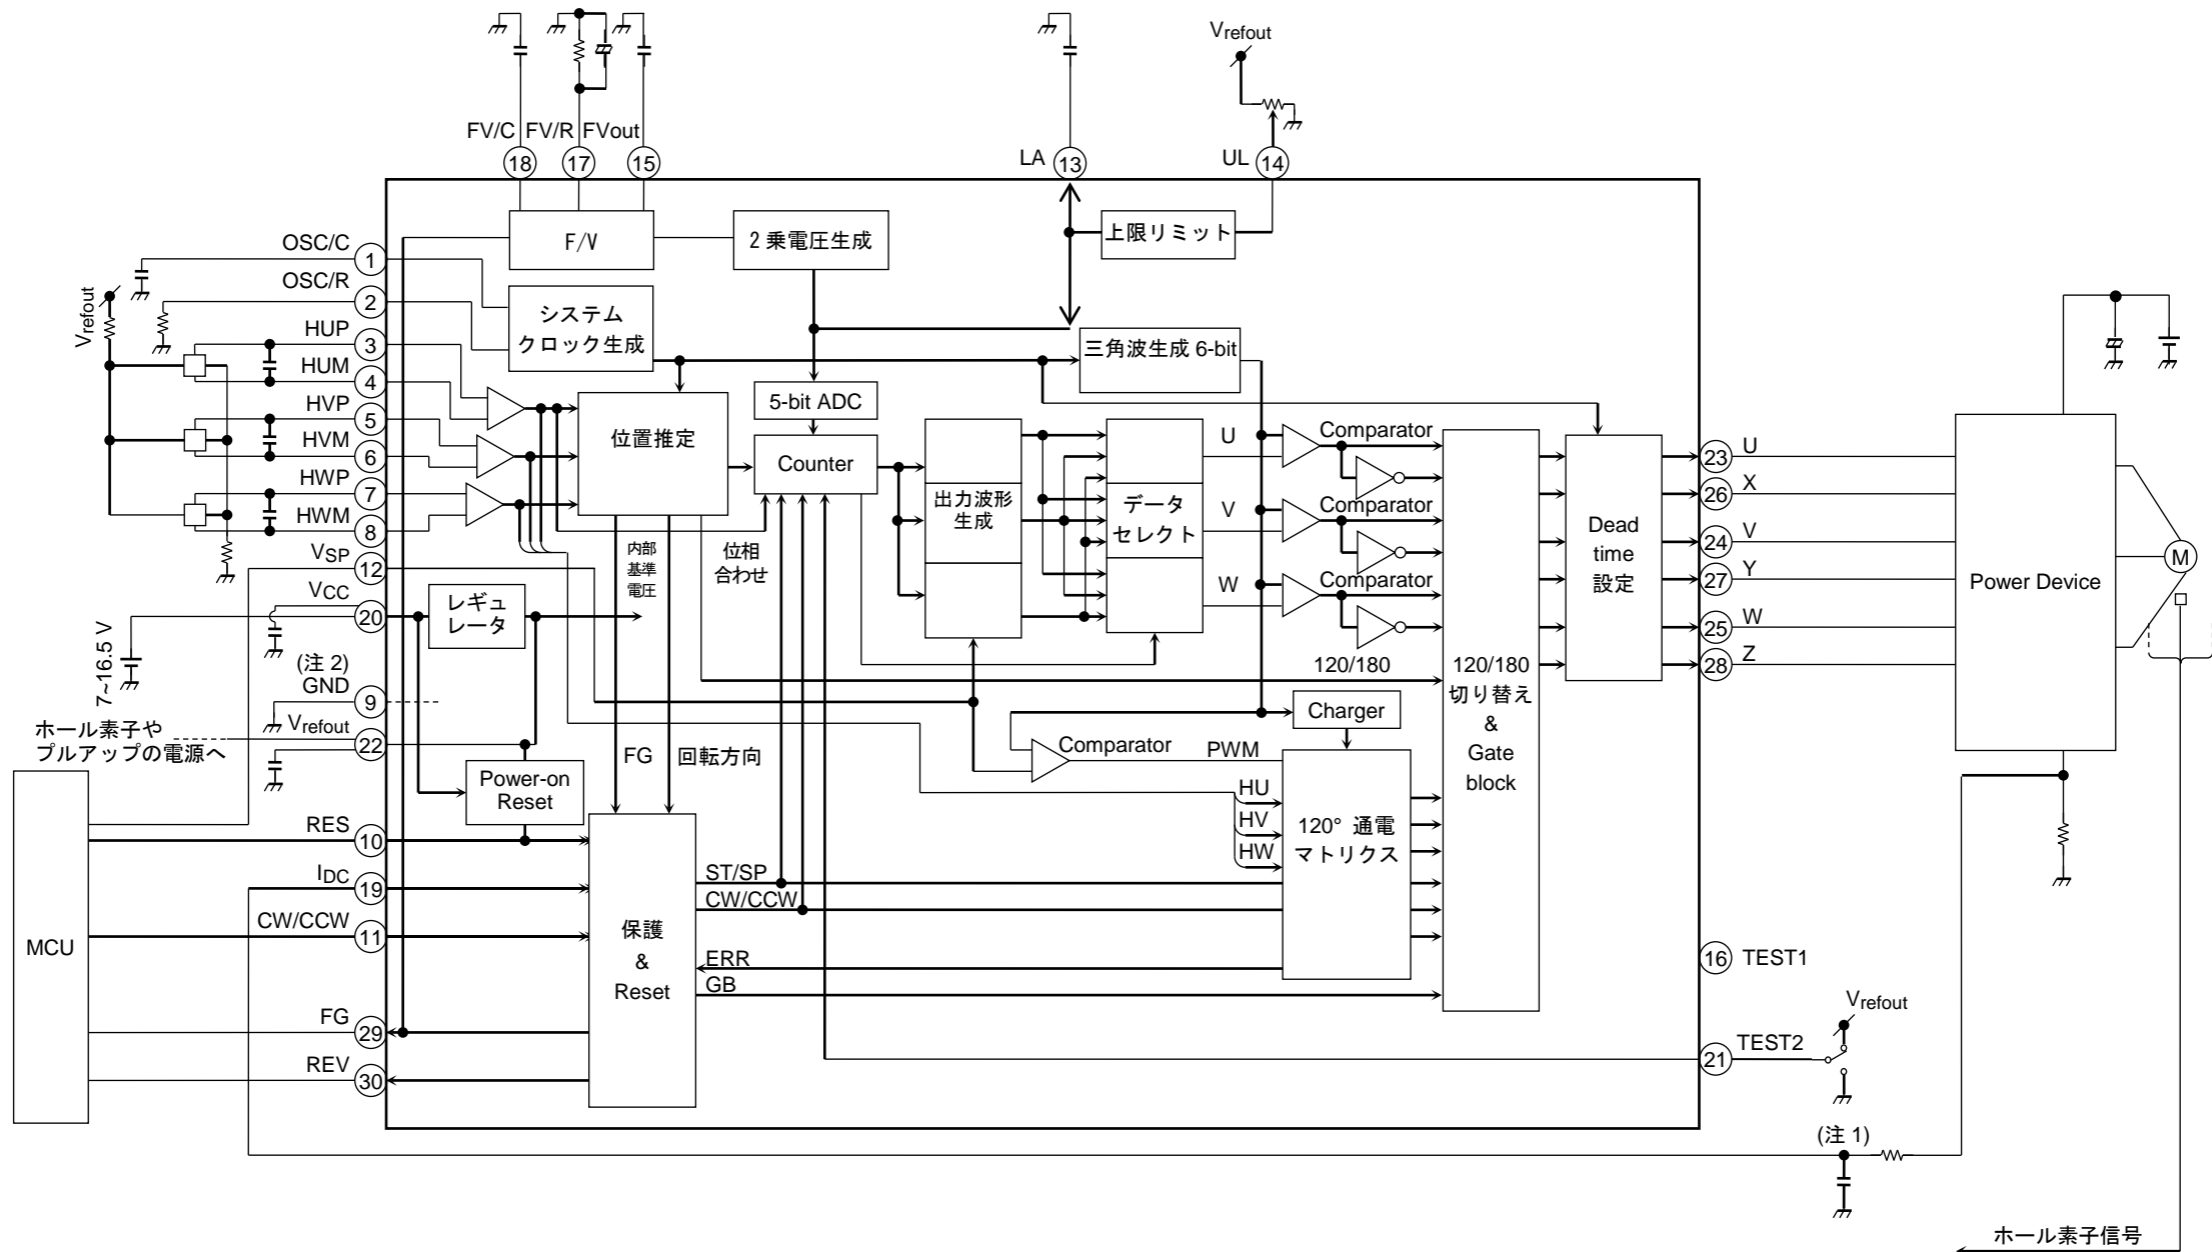 Vrefout
FV/C
FV/R
FVout
LA
UL
18
17
15
13
14
OSC/C
1
F/V
2 乗電圧生成
上限リミット
OSC/R
2
Vrefout
システム
クロック生成
三角波生成 6-bit
HUP
3
HUM
4
HVP
5
HVM
6
HWP
7
HWM
8
5-bit ADC
位置推定
Counter
出力波形
生成
データ
セレクト
U
V
W
Comparator
Comparator
Comparator
Dead
time
設定
23
U
26
X
24
V
27
Y
25
W
28
Z
Power Device
M
VSP
12
内部
基準
電圧
位相
合わせ
VCC
20
レギュ
レータ
7~16.5 V
(注 2)
GND
9
120/180
120/180
切り替え
&
Gate
block
Charger
ホール素子や
プルアップの電源へ
Vrefout
22
FG
回転方向
Comparator
PWM
Power-on
Reset
HU
HV
HW
120° 通電
マトリクス
RES
10
IDC
19
ST/SP
CW/CCW
CW/CCW
11
MCU
保護
&
Reset
ERR
GB
16
TEST1
FG
29
REV
30
Vrefout
21
TEST2
(注 1)
ホール素子信号